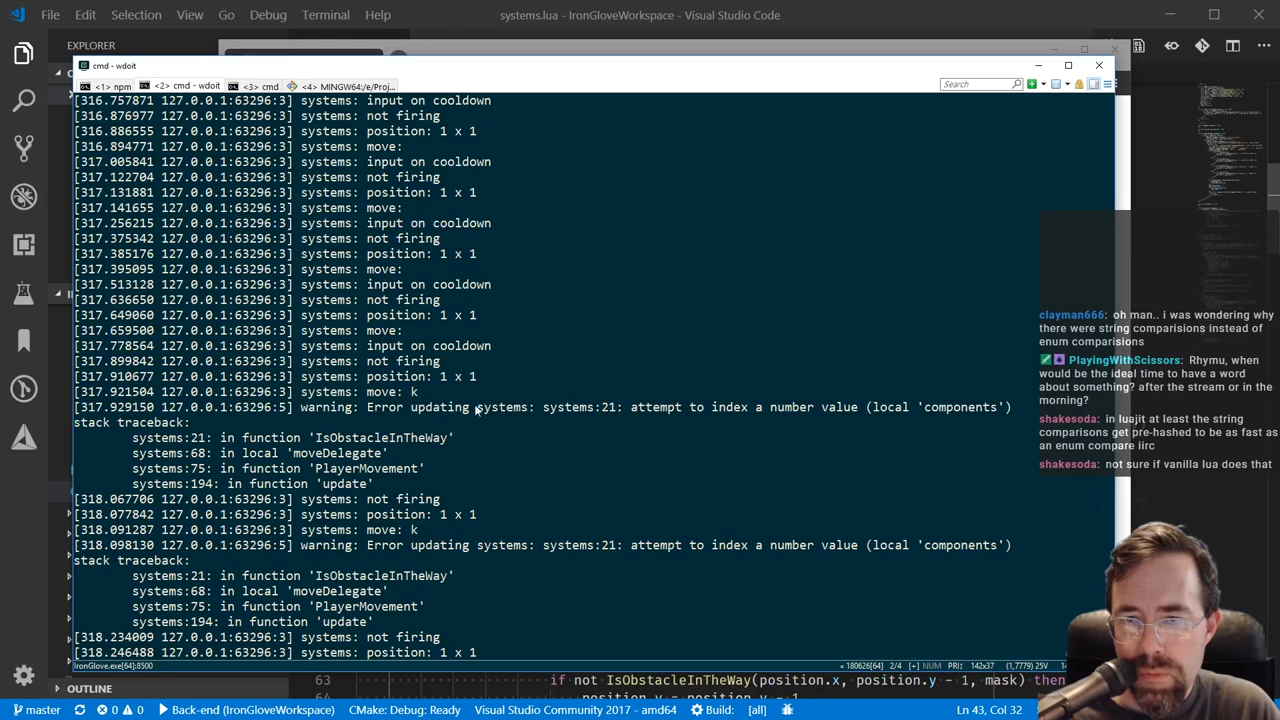 File Edit Selection View Go Debug Terminal Help
systems.lua - IronGloveWorkspace - Visual Studio Code
EXPLORER
cmd - wdoit
<1> npm <2> cmd - wdoit <3> cmd <4> MINGW64:/e/Proj...
Search
[316.757871 127.0.0.1:63296:3] systems: input on cooldown
[316.876977 127.0.0.1:63296:3] systems: not firing
[316.886555 127.0.0.1:63296:3] systems: position: 1 x 1
[316.894771 127.0.0.1:63296:3] systems: move:
[317.005841 127.0.0.1:63296:3] systems: input on cooldown
[317.122704 127.0.0.1:63296:3] systems: not firing
[317.131881 127.0.0.1:63296:3] systems: position: 1 x 1
[317.141655 127.0.0.1:63296:3] systems: move:
[317.256215 127.0.0.1:63296:3] systems: input on cooldown
[317.375342 127.0.0.1:63296:3] systems: not firing
[317.385176 127.0.0.1:63296:3] systems: position: 1 x 1
[317.395095 127.0.0.1:63296:3] systems: move:
[317.513128 127.0.0.1:63296:3] systems: input on cooldown
[317.636650 127.0.0.1:63296:3] systems: not firing
[317.649060 127.0.0.1:63296:3] systems: position: 1 x 1
[317.659500 127.0.0.1:63296:3] systems: move:
[317.778564 127.0.0.1:63296:3] systems: input on cooldown
[317.899842 127.0.0.1:63296:3] systems: not firing
[317.910677 127.0.0.1:63296:3] systems: position: 1 x 1
[317.921504 127.0.0.1:63296:3] systems: move: k
[317.929150 127.0.0.1:63296:5] warning: Error updating systems: systems:21: attempt to index a number value (local 'components')
stack traceback:
systems:21: in function 'IsObstacleInTheWay'
systems:68: in local 'moveDelegate'
systems:75: in function 'PlayerMovement'
systems:194: in function 'update'
[318.067706 127.0.0.1:63296:3] systems: not firing
[318.077842 127.0.0.1:63296:3] systems: position: 1 x 1
[318.091287 127.0.0.1:63296:3] systems: move: k
[318.098130 127.0.0.1:63296:5] warning: Error updating systems: systems:21: attempt to index a number value (local 'components')
stack traceback:
systems:21: in function 'IsObstacleInTheWay'
systems:68: in local 'moveDelegate'
systems:75: in function 'PlayerMovement'
systems:194: in function 'update'
[318.234009 127.0.0.1:63296:3] systems: not firing
[318.246488 127.0.0.1:63296:3] systems: position: 1 x 1
IronGlove.exe[64]:8500
« 180626[64] 2/4 [+] NUM PRI: 142x37 (1,7779) 25V
clayman666: oh man.. i was wondering why
there were string comparisions instead of
enum comparisions
PlayingWithScissors: Rhymu, when
would be the ideal time to have a word
about something? after the stream or in the
morning?
shakesoda: in luajit at least the string
comparisons get pre-hashed to be as fast as
an enum compare iirc
shakesoda: not sure if vanilla lua does that
63 if not IsObstacleInTheWay(position.x, position.y - 1, mask) then
64 position.y = position.y - 1
OUTLINE
master 0 0 Back-end (IronGloveWorkspace) CMake: Debug: Ready Visual Studio Community 2017 - amd64 Build: [all] Ln 43, Col 32